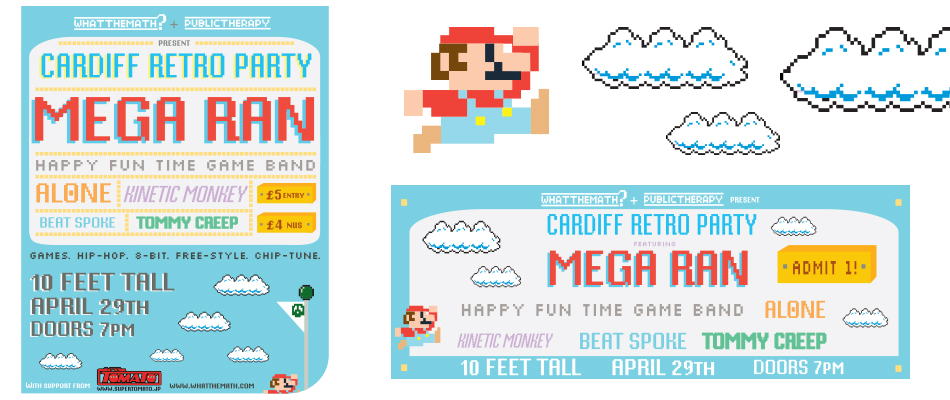 WHATTHEMATH? + PUBLICTHERAPY
PRESENT
CARDIFF RETRO PARTY
MEGA RAN
HAPPY FUN TIME GAME BAND
ALONE KINETIC MONKEY £5 ENTRY
BEAT SPOKE TOMMY CREEP £4 NUS
GAMES. HIP-HOP. 8-BIT. FREE-STYLE. CHIP-TUNE.
10 FEET TALL
APRIL 29TH
DOORS 7PM
WITH SUPPORT FROM SUPER TOMATO WWW.WHATTHEMATH.COM
WWW.SUPERTOMATO.JP
WHATTHEMATH? + PUBLICTHERAPY PRESENT
CARDIFF RETRO PARTY
FEATURING
MEGA RAN
ADMIT 1!
HAPPY FUN TIME GAME BAND ALONE
KINETIC MONKEY BEAT SPOKE TOMMY CREEP
10 FEET TALL APRIL 29TH DOORS 7PM